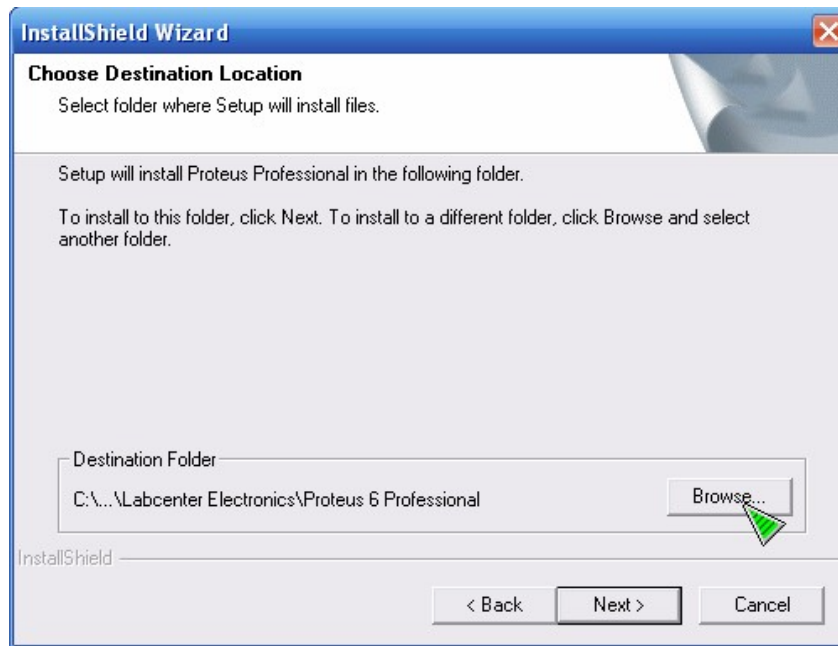 InstallShield Wizard
Choose Destination Location
Select folder where Setup will install files.
Setup will install Proteus Professional in the following folder.
To install to this folder, click Next. To install to a different folder, click Browse and select
another folder.
Destination Folder
C:\...\Labcenter Electronics\Proteus 6 Professional
Browse...
InstallShield
< Back
Next >
Cancel